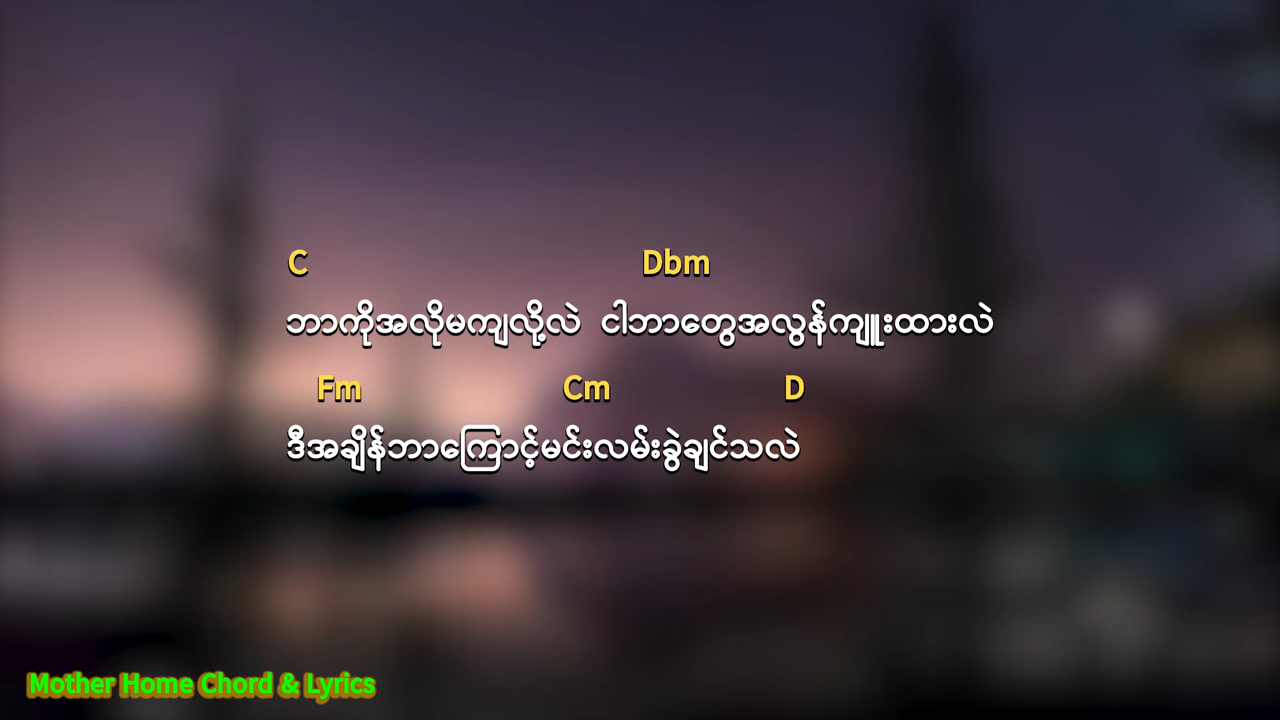 C Dbm
ဘာကိုအလိုမကျလို့လဲ ငါဘာတွေအလွန်ကျူးထားလဲ
Fm Cm D
ဒီအချိန်ဘာကြောင့်မင်းလမ်းခွဲချင်သလဲ
Mother Home Chord & Lyrics